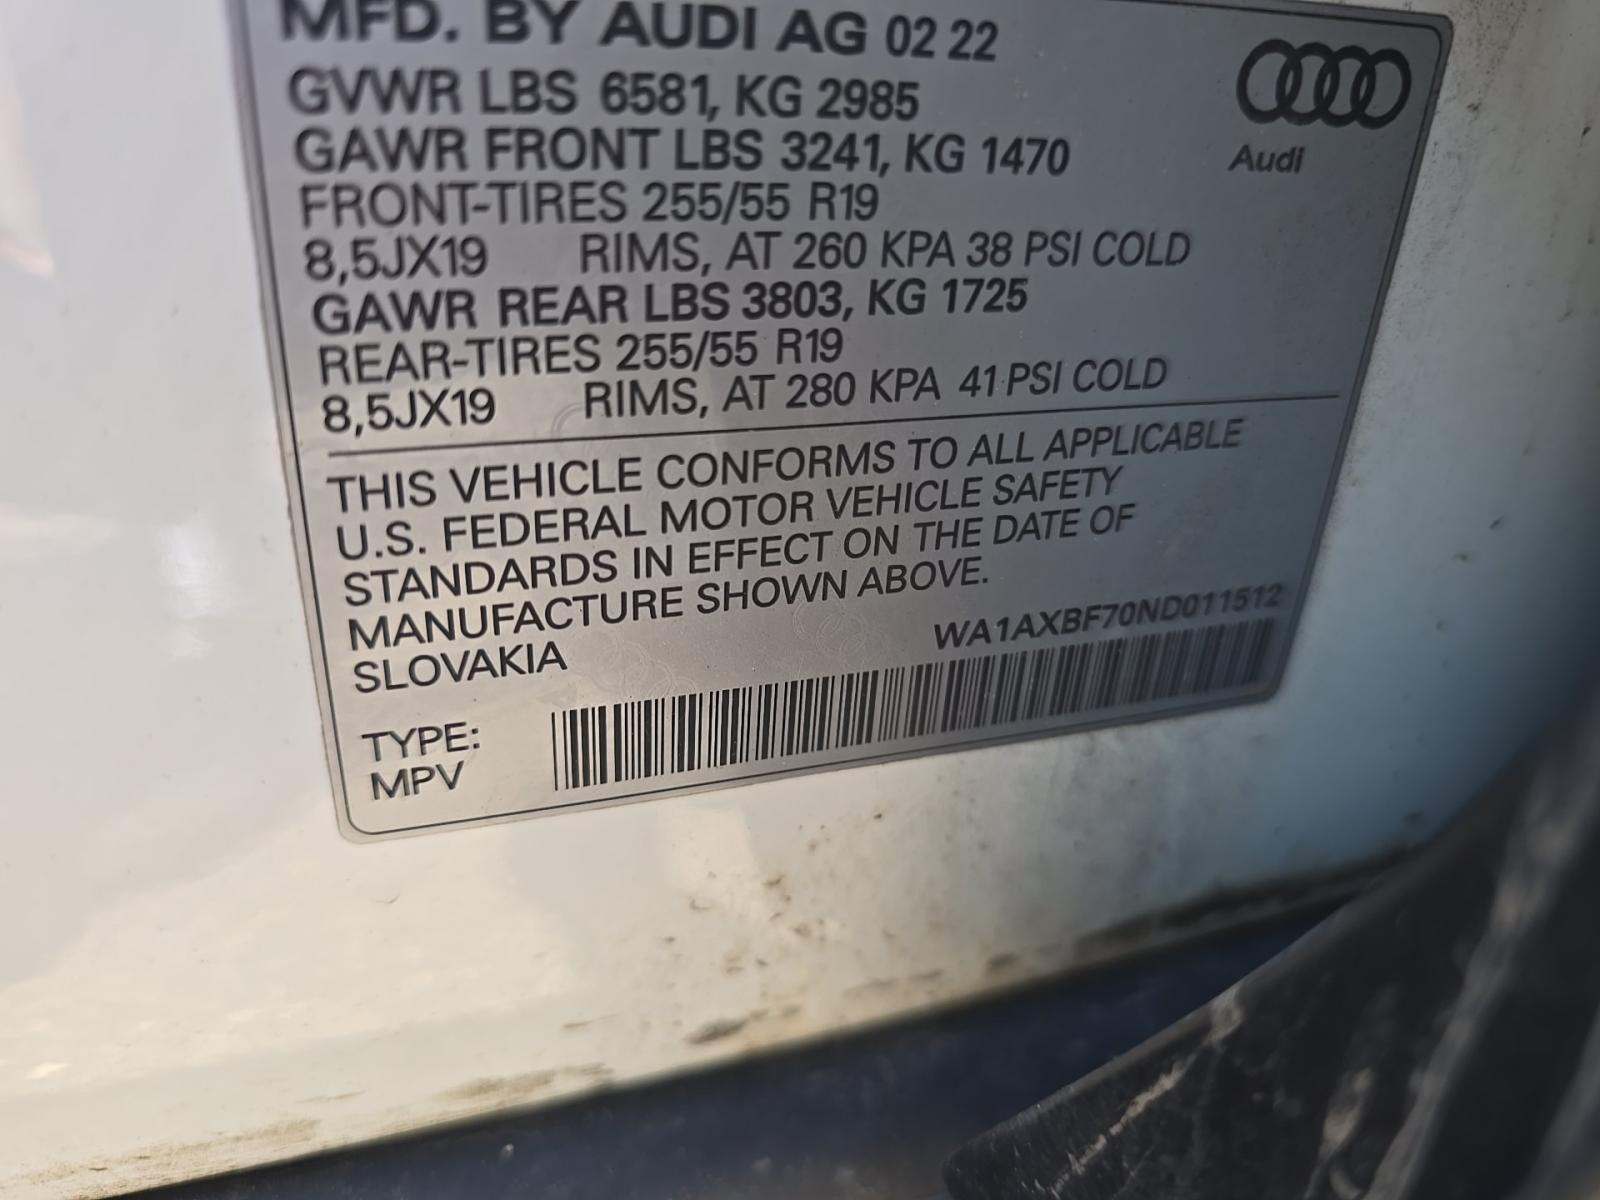 MFD. BY AUDI AG 02 22
GVWR LBS 6581, KG 2985
GAWR FRONT LBS 3241, KG 1470
FRONT-TIRES 255/55 R19
8,5JX19 RIMS, AT 260 KPA 38 PSI COLD
GAWR REAR LBS 3803, KG 1725
REAR-TIRES 255/55 R19
8,5JX19 RIMS, AT 280 KPA 41 PSI COLD
Audi
THIS VEHICLE CONFORMS TO ALL APPLICABLE
U.S. FEDERAL MOTOR VEHICLE SAFETY
STANDARDS IN EFFECT ON THE DATE OF
MANUFACTURE SHOWN ABOVE.
SLOVAKIA WA1AXBF70ND011512
TYPE:
MPV